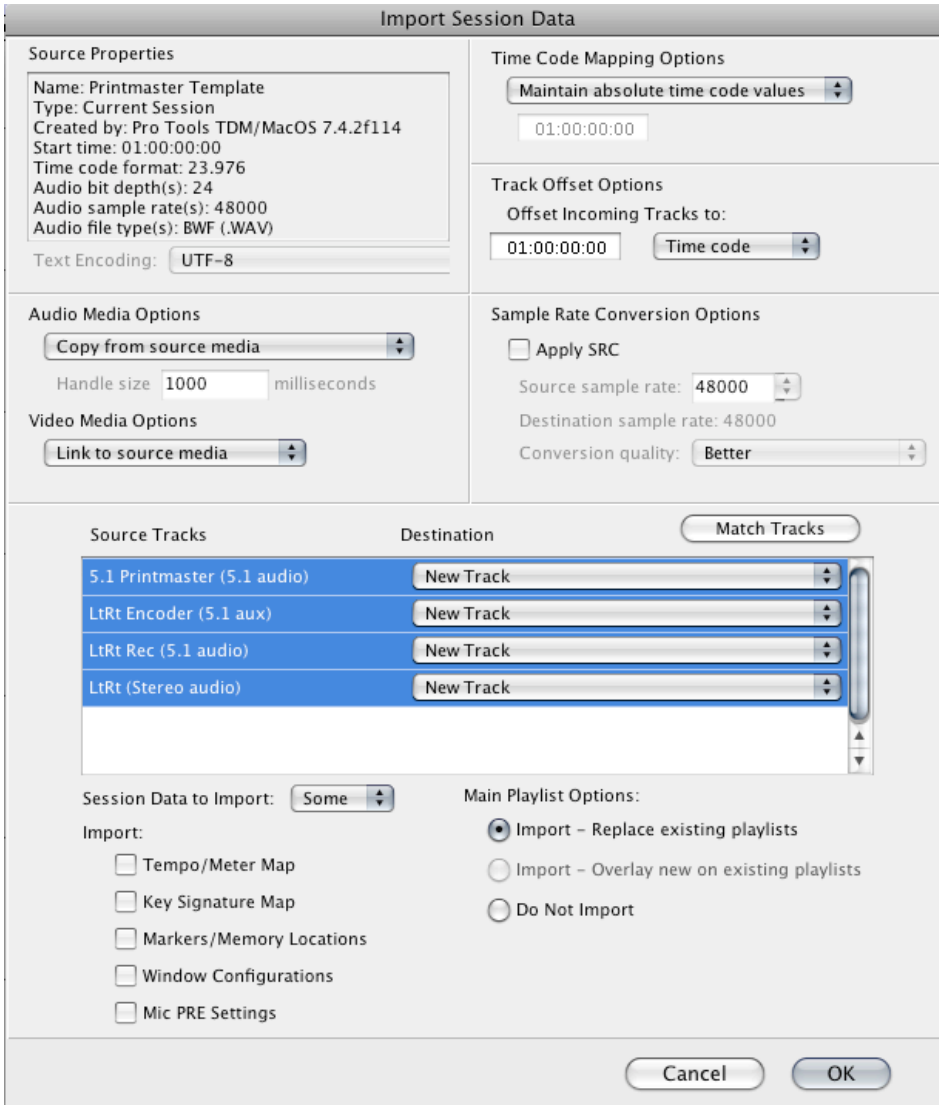 Import Session Data
Source Properties
Name: Printmaster Template
Type: Current Session
Created by: Pro Tools TDM/MacOS 7.4.2f114
Start time: 01:00:00:00
Time code format: 23.976
Audio bit depth(s): 24
Audio sample rate(s): 48000
Audio file type(s): BWF (.WAV)
Text Encoding: UTF-8
Time Code Mapping Options
Maintain absolute time code values
01:00:00:00
Track Offset Options
Offset Incoming Tracks to:
01:00:00:00 Time code
Audio Media Options
Copy from source media
Handle size 1000 milliseconds
Video Media Options
Link to source media
Sample Rate Conversion Options
Apply SRC
Source sample rate: 48000
Destination sample rate: 48000
Conversion quality: Better
Source Tracks Destination Match Tracks
5.1 Printmaster (5.1 audio) New Track
LtRt Encoder (5.1 aux) New Track
LtRt Rec (5.1 audio) New Track
LtRt (Stereo audio) New Track
Session Data to Import: Some
Import:
Tempo/Meter Map
Key Signature Map
Markers/Memory Locations
Window Configurations
Mic PRE Settings
Main Playlist Options:
Import – Replace existing playlists
Import – Overlay new on existing playlists
Do Not Import
Cancel OK